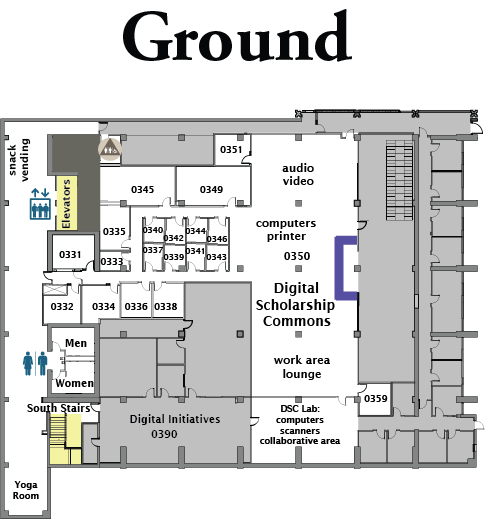 Ground
snack
vending
0351
audio
video
Elevators
0345
0349
0335
0340
0342
0344
0346
computers
printer
0331
0333
0337
0339
0341
0343
0350
0332
0334
0336
0338
Digital
Scholarship
Commons
Men
Women
work area
lounge
0359
South Stairs
Digital Initiatives
0390
DSC Lab:
computers
scanners
collaborative area
Yoga
Room